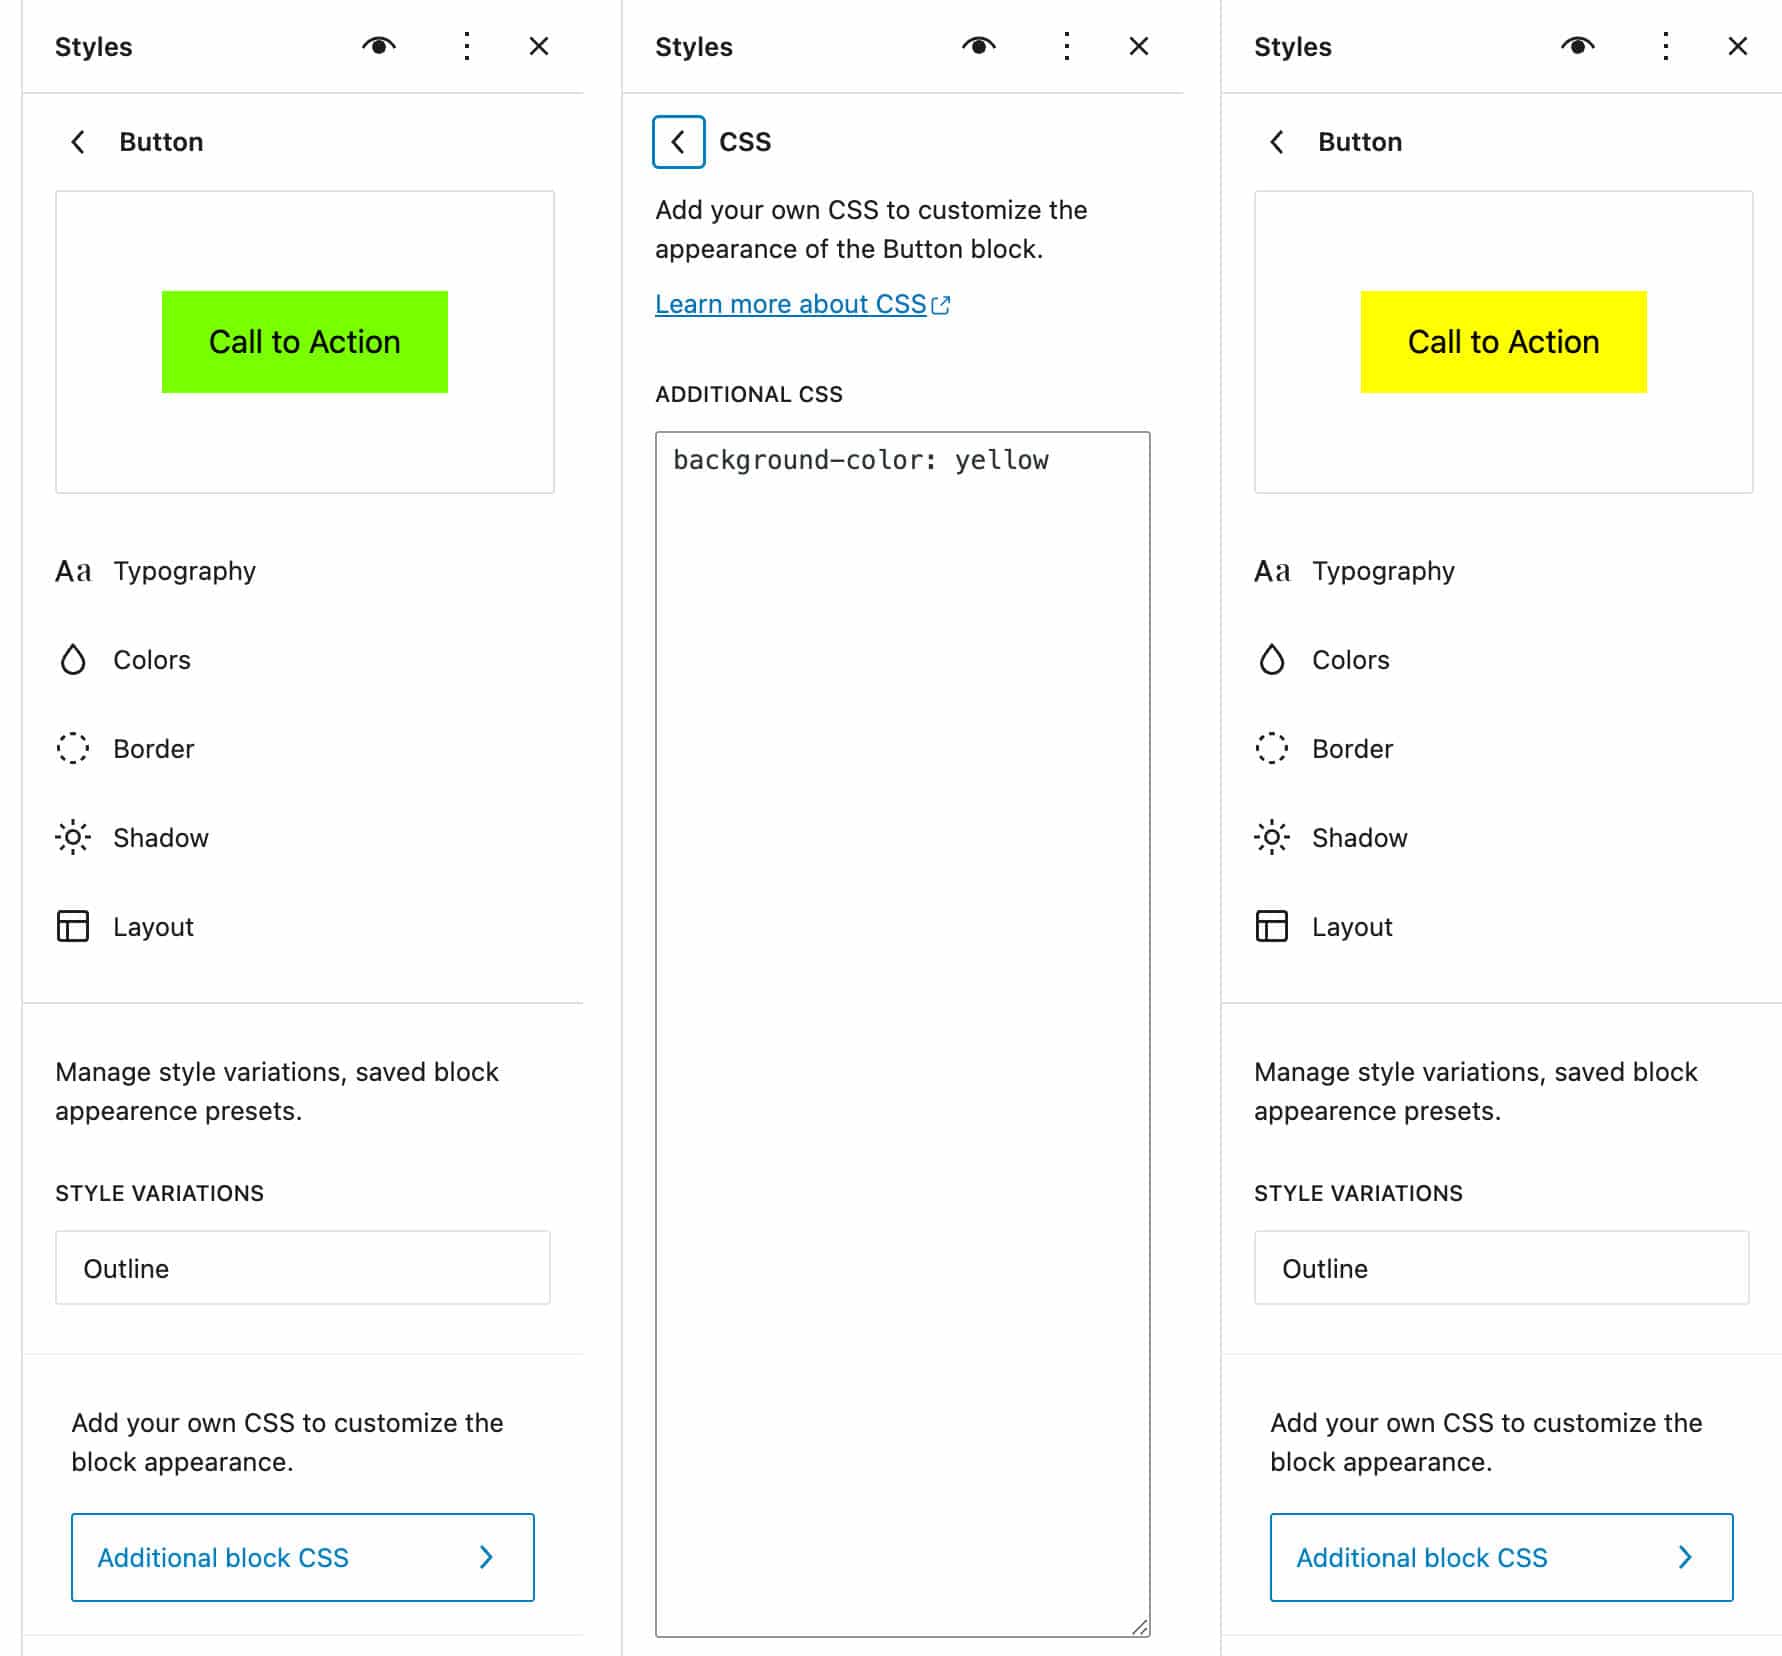 Styles
Button
Call to Action
Aa Typography
Colors
Border
Shadow
Layout
Manage style variations, saved block
appearence presets.
STYLE VARIATIONS
Outline
Add your own CSS to customize the
block appearance.
Additional block CSS
Styles
CSS
Add your own CSS to customize the
appearance of the Button block.
Learn more about CSS
ADDITIONAL CSS
background-color: yellow
Styles
Button
Call to Action
Aa Typography
Colors
Border
Shadow
Layout
Manage style variations, saved block
appearence presets.
STYLE VARIATIONS
Outline
Add your own CSS to customize the
block appearance.
Additional block CSS